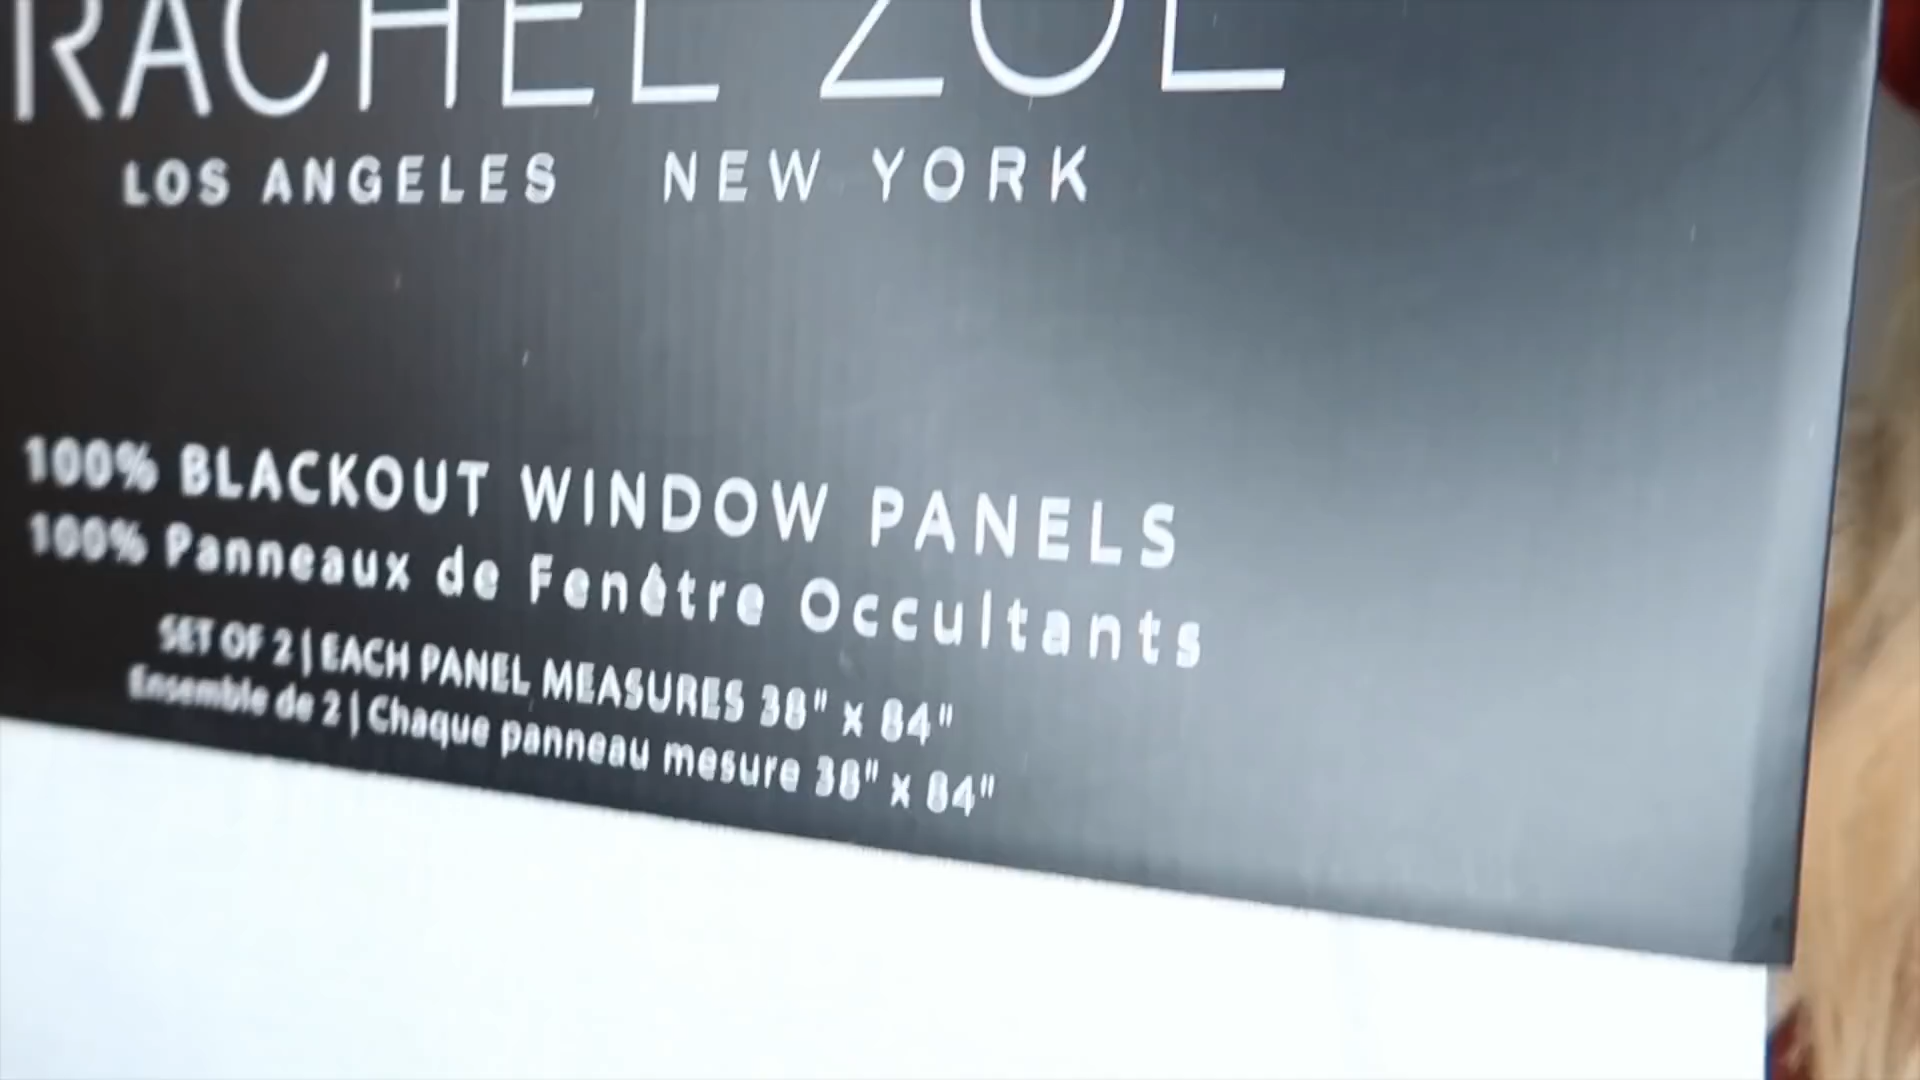 RACHEL ZOE
LOS ANGELES NEW YORK
100% BLACKOUT WINDOW PANELS
100% Panneaux de Fenêtre Occultants
SET OF 2 | EACH PANEL MEASURES 38" x 84"
Ensemble de 2 | Chaque panneau mesure 38" x 84"